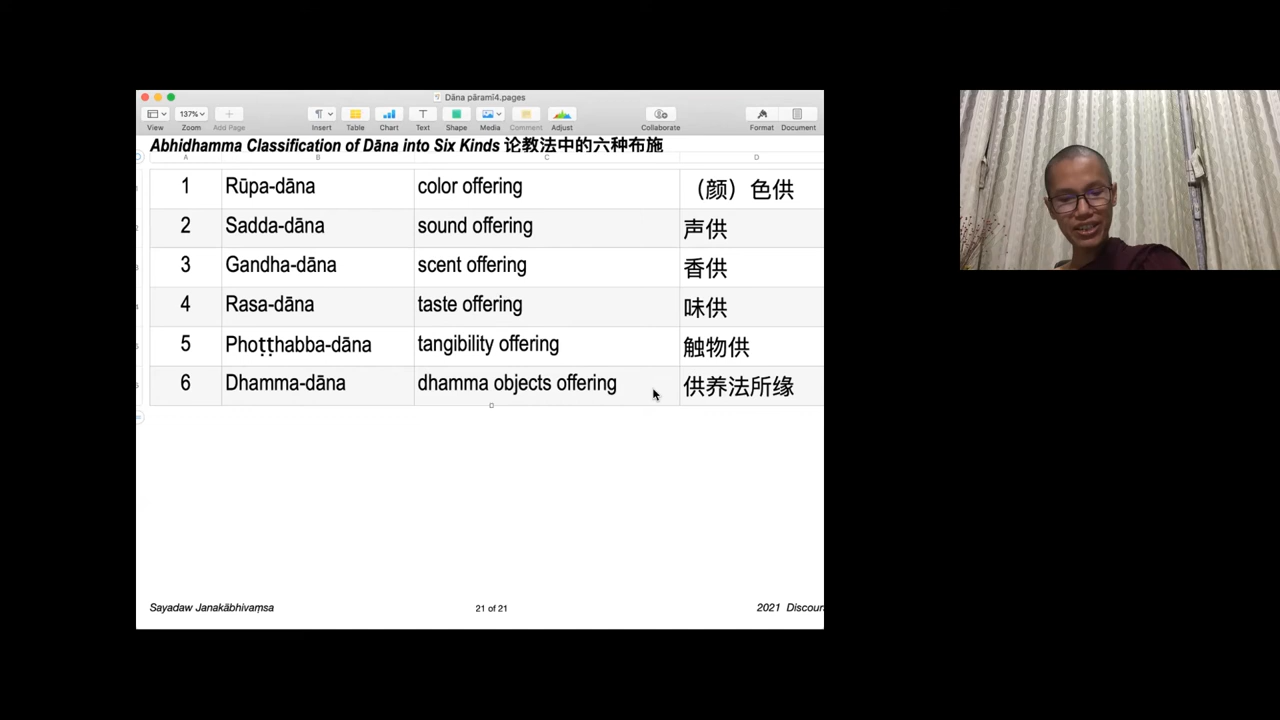 Dāna pāramī4.pages
137%
View
Zoom
Add Page
Insert
Table
Chart
Text
Shape
Media
Comment
Adjust
Collaborate
Format
Document
Abhidhamma Classification of Dāna into Six Kinds 论教法中的六种布施
A B C D
1 Rūpa-dāna color offering （颜）色供
2 Sadda-dāna sound offering 声供
3 Gandha-dāna scent offering 香供
4 Rasa-dāna taste offering 味供
5 Phoṭṭhabba-dāna tangibility offering 触物供
6 Dhamma-dāna dhamma objects offering 供养法所缘
Sayadaw Janakābhivaṃsa 21 of 21 2021 Discour